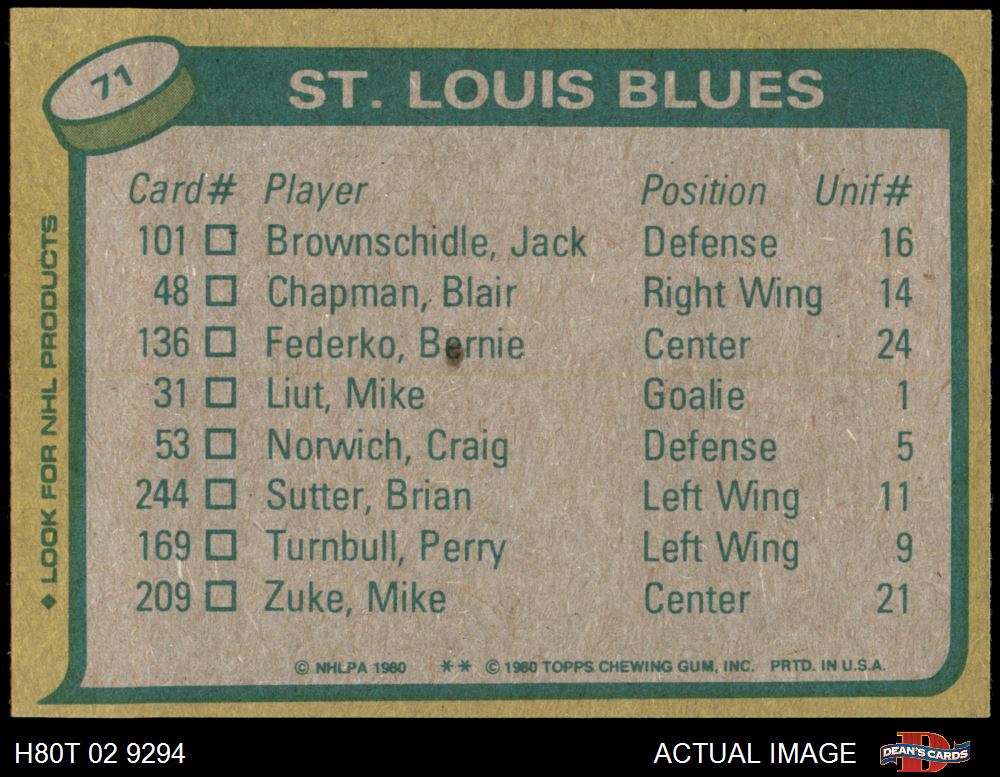 71
ST. LOUIS BLUES
Card# Player Position Unif#
101 Brownschidle, Jack Defense 16
48 Chapman, Blair Right Wing 14
136 Federko, Bernie Center 24
31 Liut, Mike Goalie 1
53 Norwich, Craig Defense 5
244 Sutter, Brian Left Wing 11
169 Turnbull, Perry Left Wing 9
209 Zuke, Mike Center 21
© NHLPA 1980 ** © 1980 TOPPS CHEWING GUM, INC. PRTD. IN U.S.A.
◆ LOOK FOR NHL PRODUCTS
H80T 02 9294 ACTUAL IMAGE
D
DEAN'S CARDS